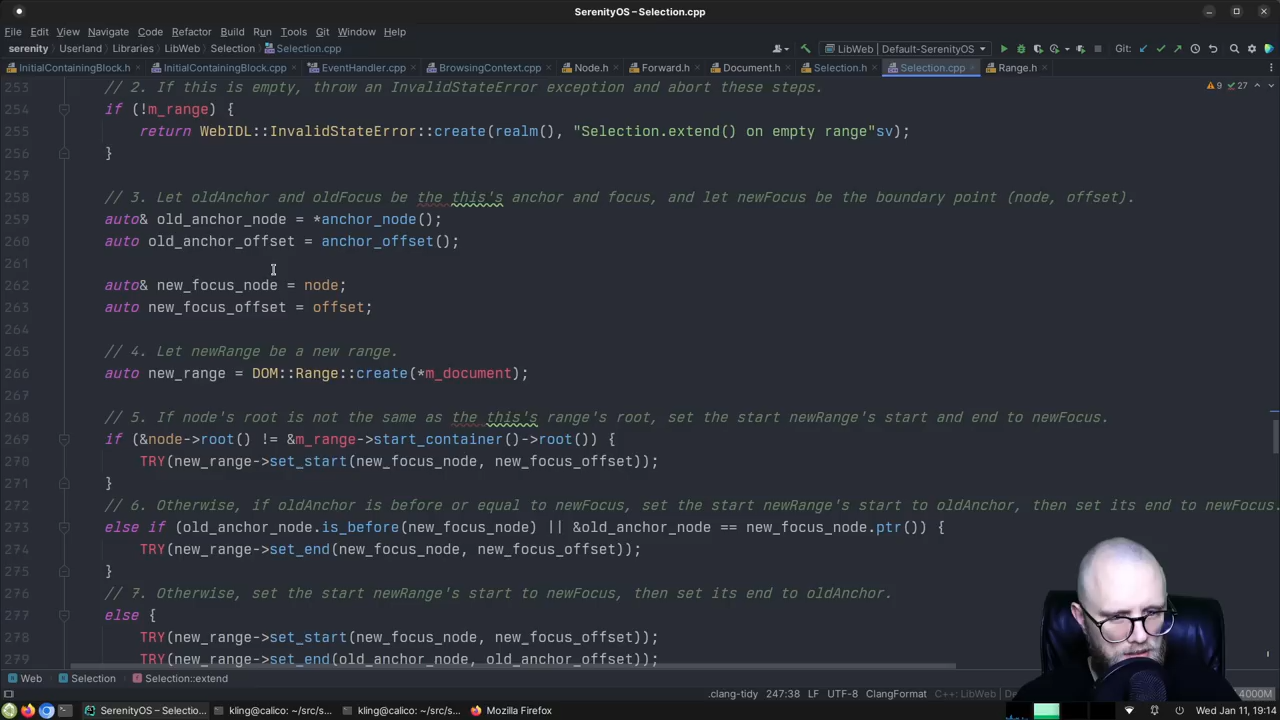 SerenityOS – Selection.cpp
File Edit View Navigate Code Refactor Build Run Tools Git Window Help
serenity Userland Libraries LibWeb Selection Selection.cpp LibWeb | Default-SerenityOS Git:
InitialContainingBlock.h InitialContainingBlock.cpp EventHandler.cpp BrowsingContext.cpp Node.h Forward.h Document.h Selection.h Selection.cpp Range.h
253 // 2. If this is empty, throw an InvalidStateError exception and abort these steps. 9 27
254 if (!m_range) {
255 return WebIDL::InvalidStateError::create(realm(), "Selection.extend() on empty range"sv);
256 }
257
258 // 3. Let oldAnchor and oldFocus be the this's anchor and focus, and let newFocus be the boundary point (node, offset).
259 auto& old_anchor_node = *anchor_node();
260 auto old_anchor_offset = anchor_offset();
261
262 auto& new_focus_node = node;
263 auto new_focus_offset = offset;
264
265 // 4. Let newRange be a new range.
266 auto new_range = DOM::Range::create(*m_document);
267
268 // 5. If node's root is not the same as the this's range's root, set the start newRange's start and end to newFocus.
269 if (&node->root() != &m_range->start_container()->root()) {
270 TRY(new_range->set_start(new_focus_node, new_focus_offset));
271 }
272 // 6. Otherwise, if oldAnchor is before or equal to newFocus, set the start newRange's start to oldAnchor, then set its end to newFocus.
273 else if (old_anchor_node.is_before(new_focus_node) || &old_anchor_node == new_focus_node.ptr()) {
274 TRY(new_range->set_end(new_focus_node, new_focus_offset));
275 }
276 // 7. Otherwise, set the start newRange's start to newFocus, then set its end to oldAnchor.
277 else {
278 TRY(new_range->set_start(new_focus_node, new_focus_offset));
279 TRY(new_range->set_end(old_anchor_node, old_anchor_offset));
Web Selection Selection::extend
.clang-tidy 247:38 LF UTF-8 ClangFormat C++: LibWeb 4000M
SerenityOS – Selectio... kling@calico: ~/src/s... kling@calico: ~/src/s... Mozilla Firefox Wed Jan 11, 19:14